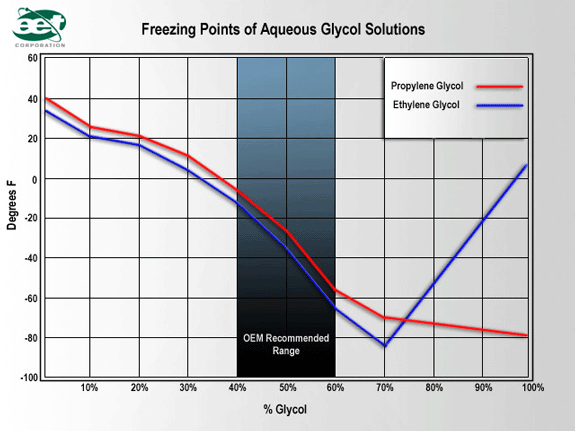 eet
CORPORATION
Freezing Points of Aqueous Glycol Solutions
60
40
20
0
-20
-40
-60
-80
-100
Degrees F
Propylene Glycol
Ethylene Glycol
OEM Recommended
Range
10% 20% 30% 40% 50% 60% 70% 80% 90% 100%
% Glycol